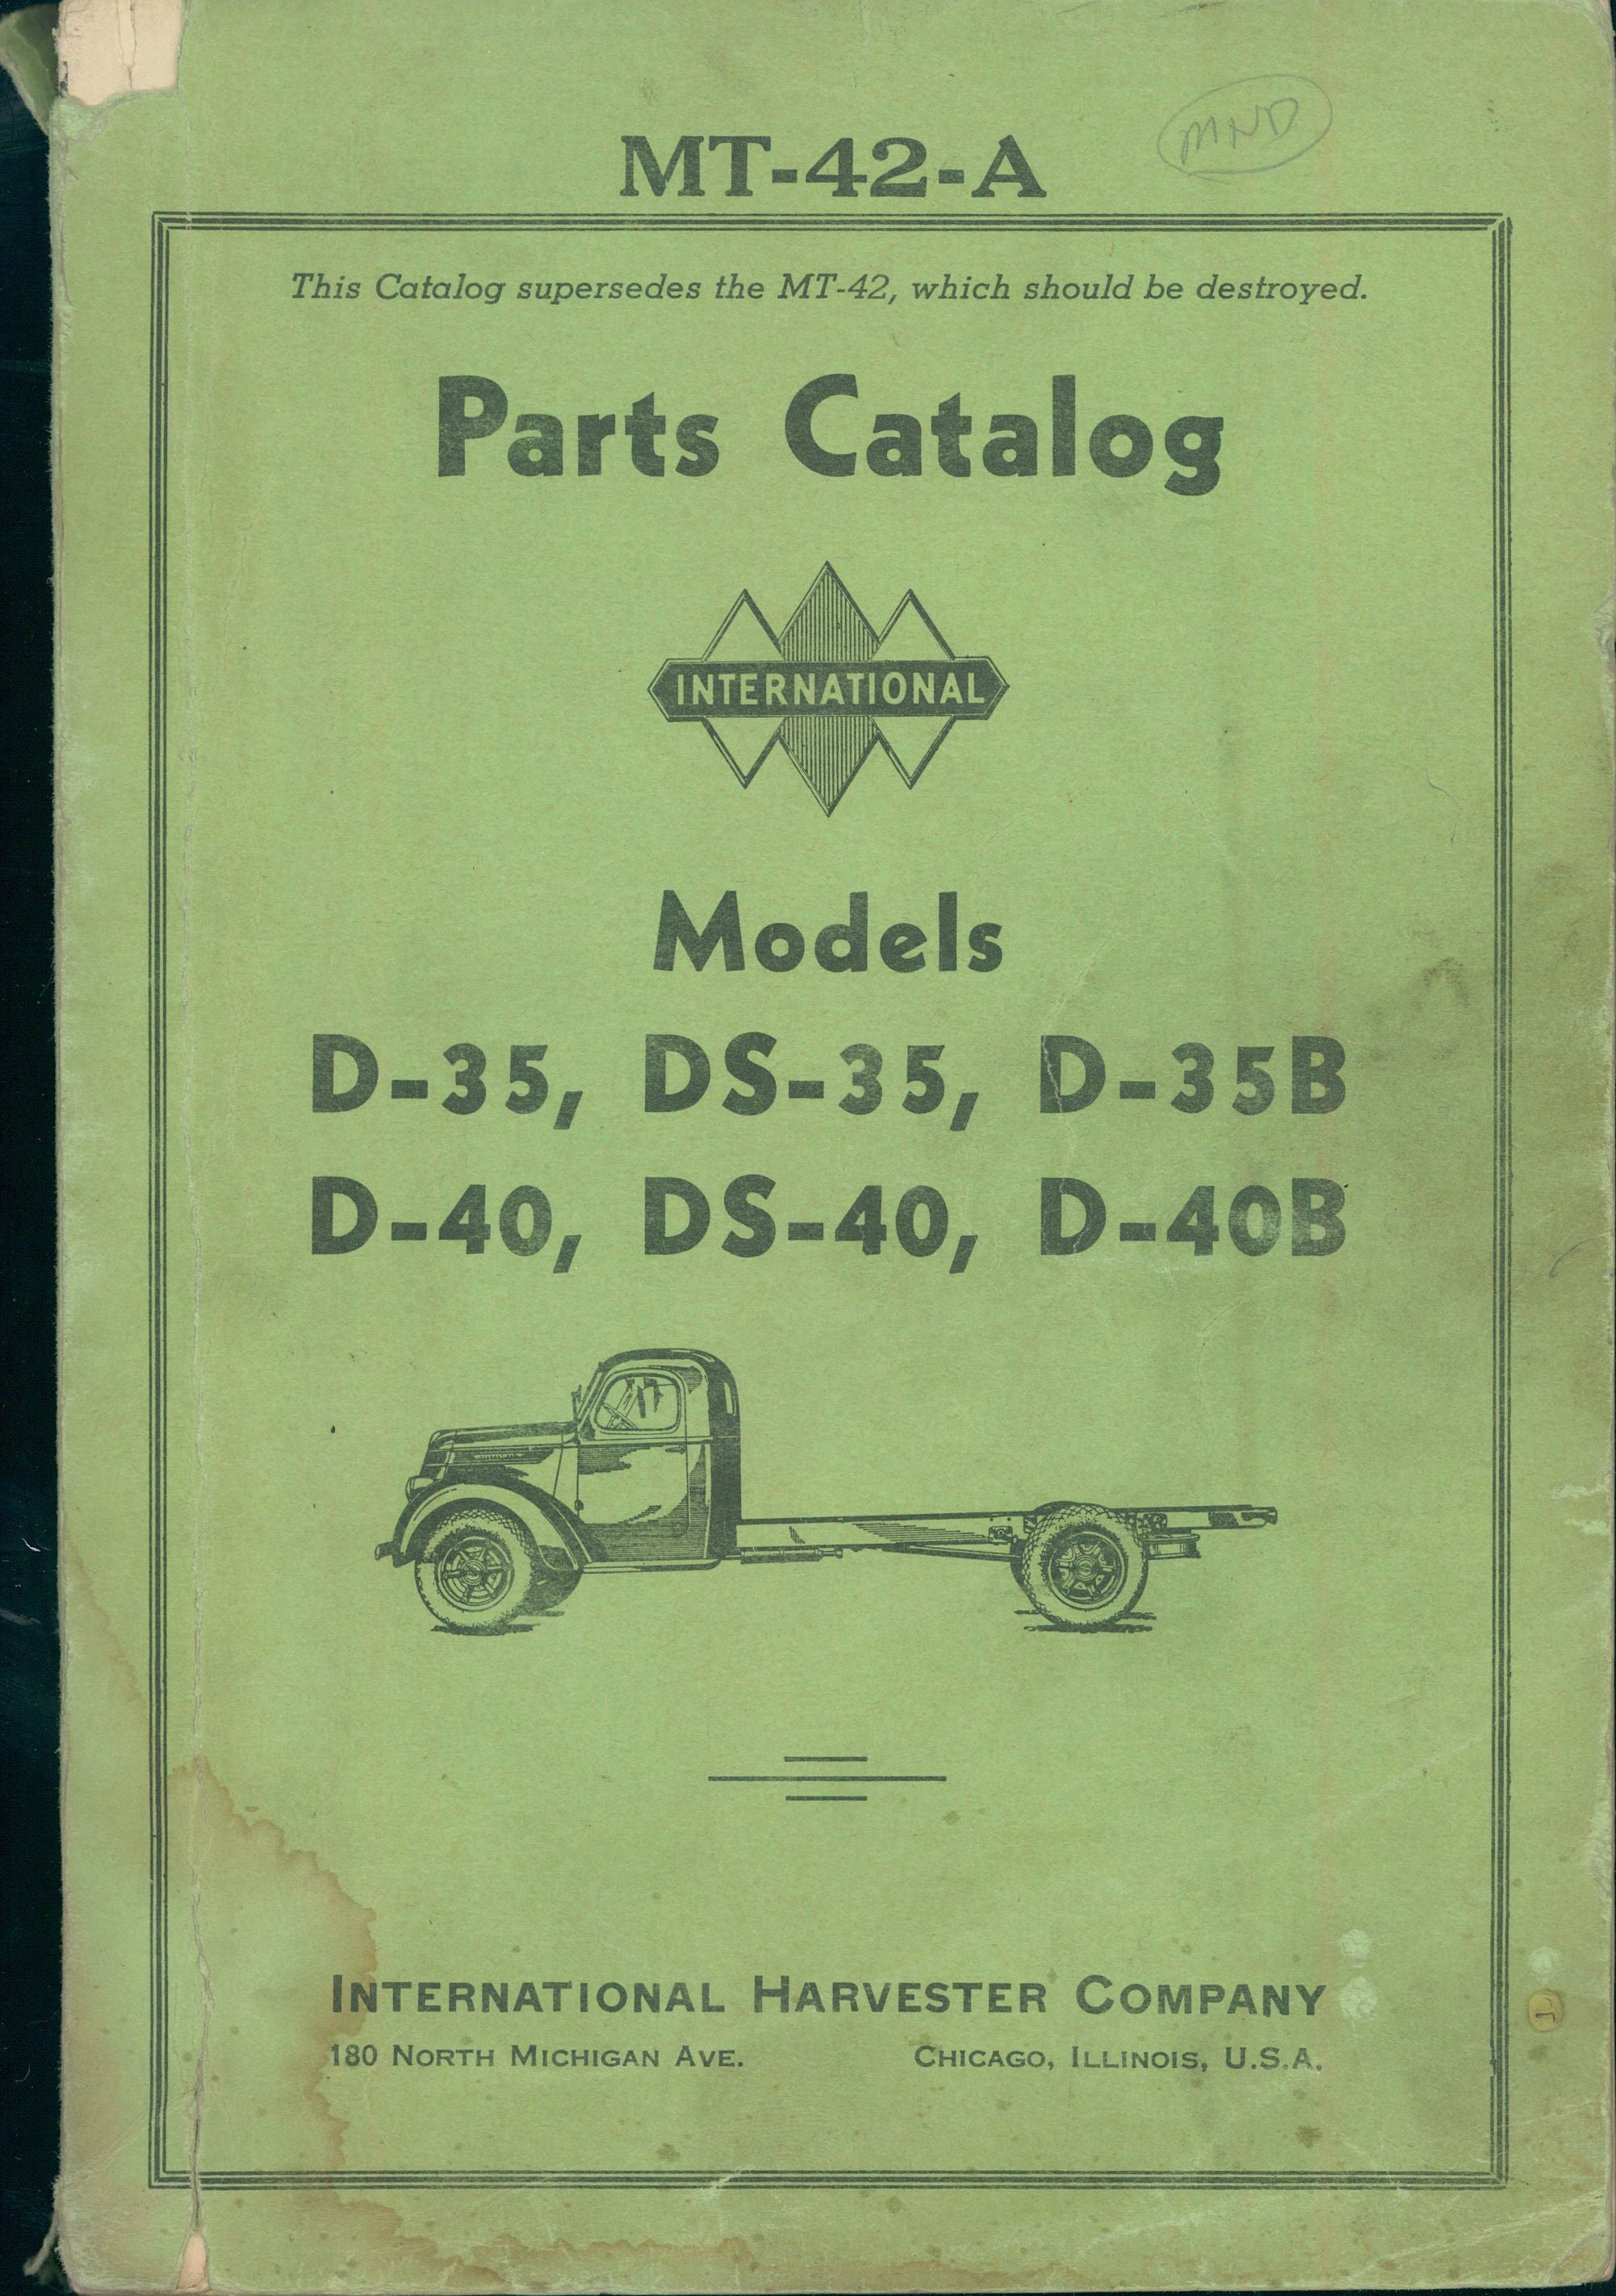 MND
MT-42-A
This Catalog supersedes the MT-42, which should be destroyed.
Parts Catalog
INTERNATIONAL
Models
D-35, DS-35, D-35B
D-40, DS-40, D-40B
INTERNATIONAL HARVESTER COMPANY
180 NORTH MICHIGAN AVE. CHICAGO, ILLINOIS, U.S.A.